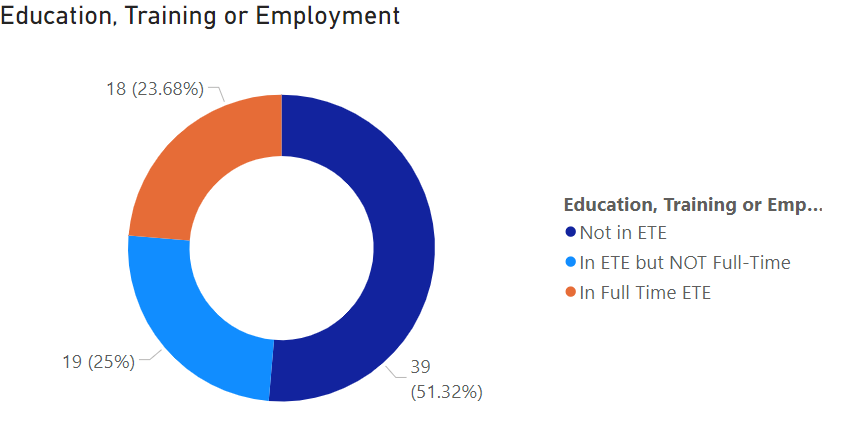 Education, Training or Employment
18 (23.68%)
19 (25%)
39
(51.32%)
Education, Training or Emp...
Not in ETE
In ETE but NOT Full-Time
In Full Time ETE